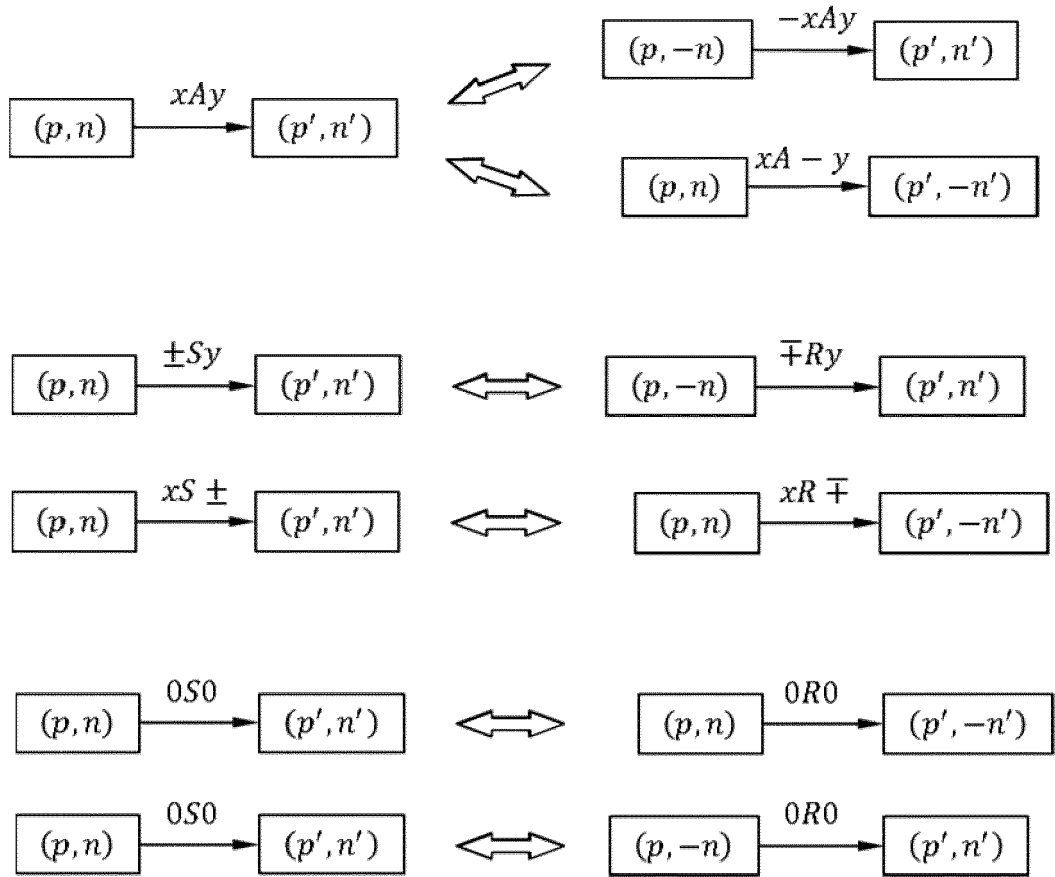 −xAy
(p, −n) (p′, n′)
xAy
(p, n) (p′, n′)
xA − y
(p, n) (p′, −n′)
±Sy ∓Ry
(p, n) (p′, n′) (p, −n) (p′, n′)
xS ± xR ∓
(p, n) (p′, n′) (p, n) (p′, −n′)
0S0 0R0
(p, n) (p′, n′) (p, n) (p′, −n′)
0S0 0R0
(p, n) (p′, n′) (p, −n) (p′, n′)